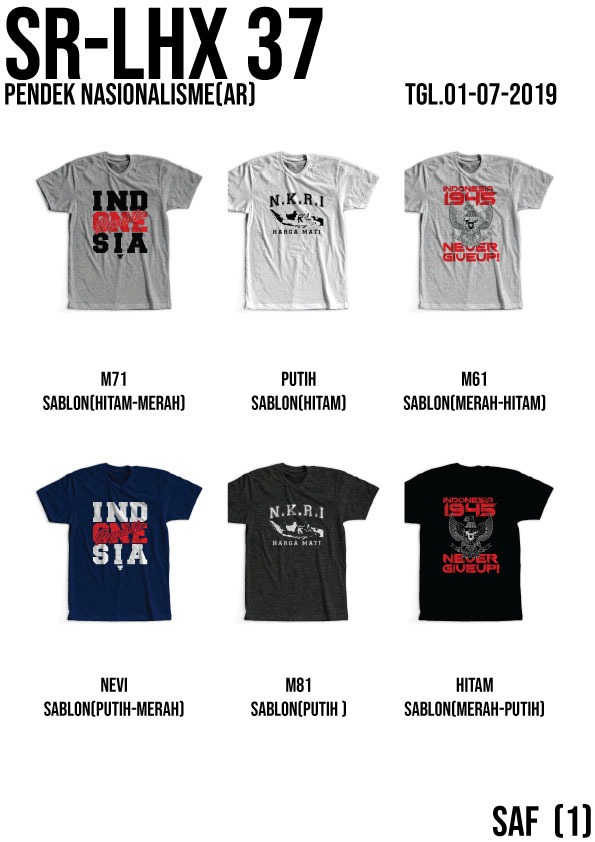 SR-LHX 37
PENDEK NASIONALISME(AR)
TGL.01-07-2019
IND
ONE
SIA
N.K.R.I
HARGA MATI
INDONESIA
1945
NEVER
GIVEUP!
M71
SABLON(HITAM-MERAH)
PUTIH
SABLON(HITAM)
M61
SABLON(MERAH-HITAM)
IND
ONE
SIA
N.K.R.I
HARGA MATI
INDONESIA
1945
NEVER
GIVEUP!
NEVI
SABLON(PUTIH-MERAH)
M81
SABLON(PUTIH )
HITAM
SABLON(MERAH-PUTIH)
SAF (1)